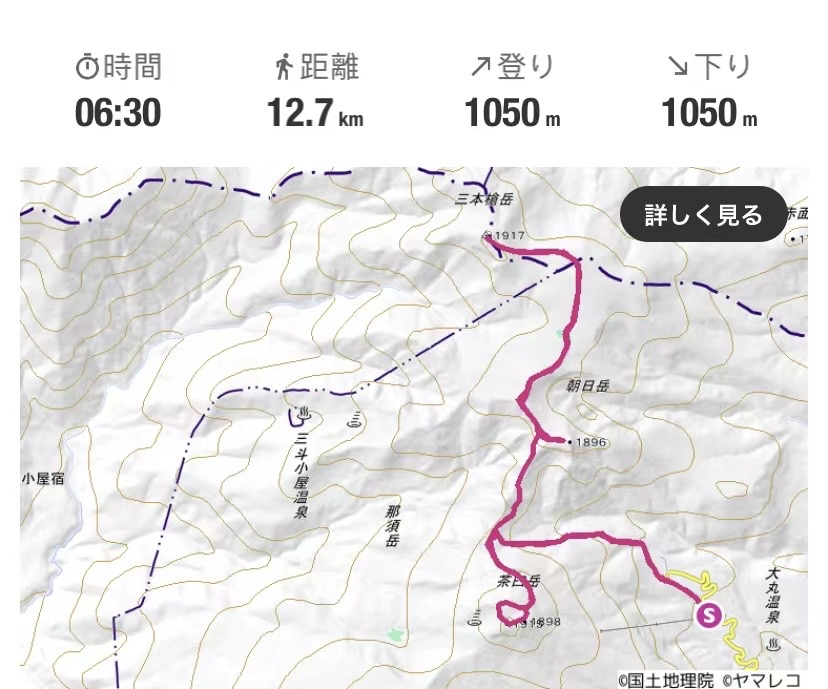 時間 距離 登り 下り
06:30 12.7 km 1050 m 1050 m
三本槍岳
詳しく見る
1917
朝日岳
1896
三斗小屋温泉
小屋宿
那須岳
茶臼岳
大丸温泉
S
1898
©国土地理院 ©ヤマレコ